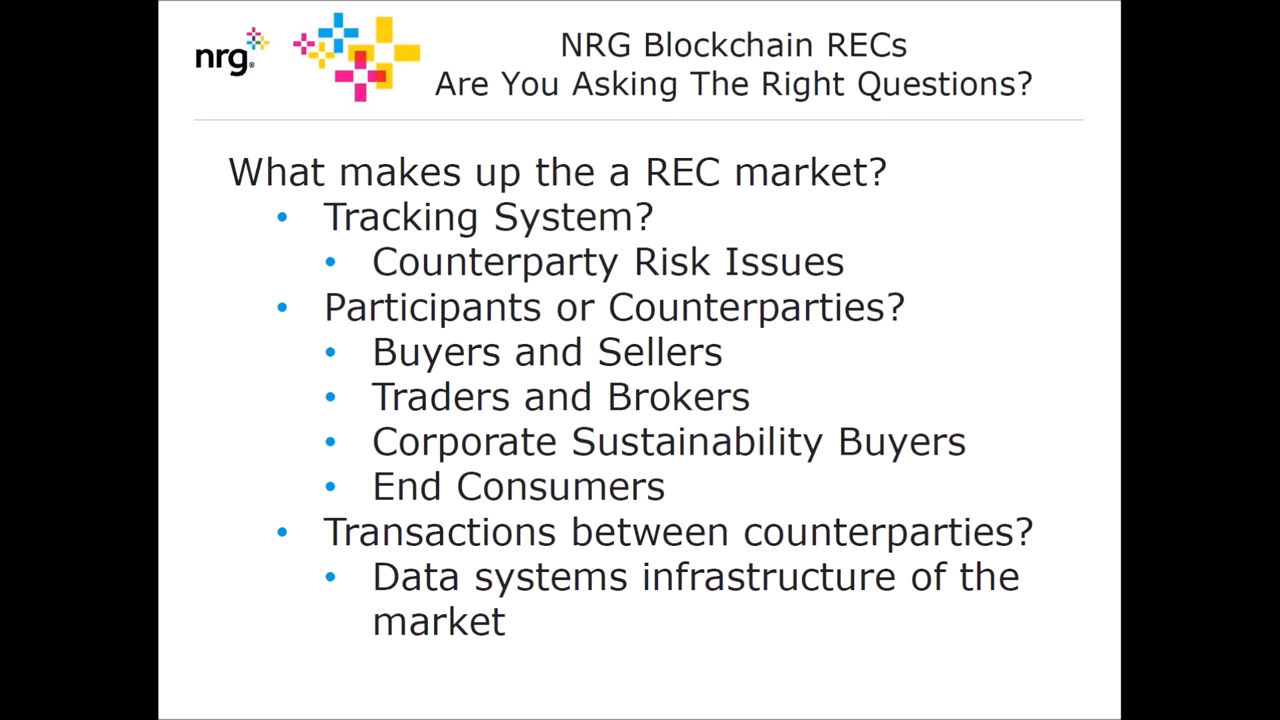 nrg®
NRG Blockchain RECs
Are You Asking The Right Questions?
What makes up the a REC market?
• Tracking System?
• Counterparty Risk Issues
• Participants or Counterparties?
• Buyers and Sellers
• Traders and Brokers
• Corporate Sustainability Buyers
• End Consumers
• Transactions between counterparties?
• Data systems infrastructure of the
market